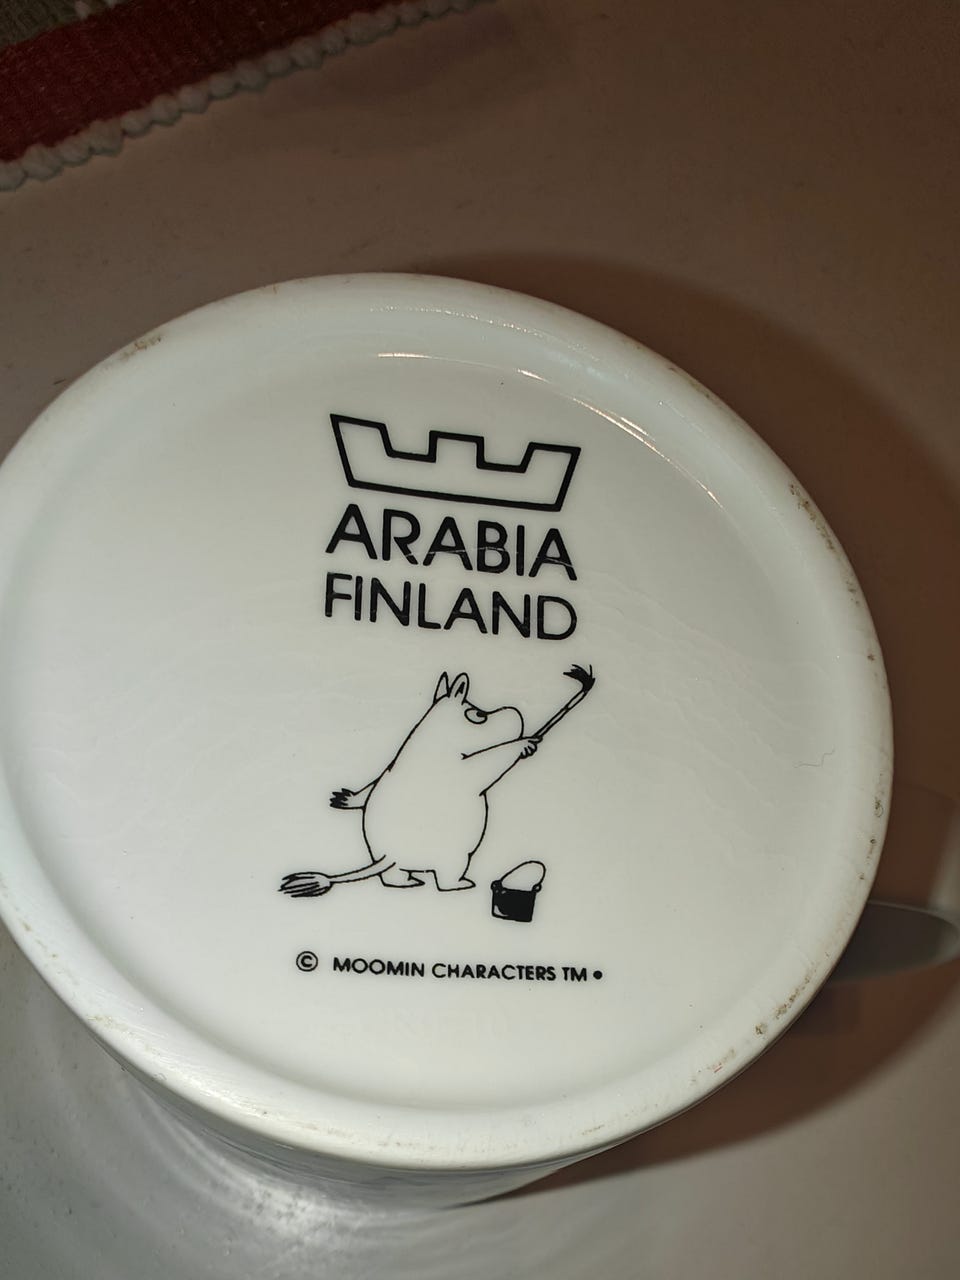 ARABIA
FINLAND
© MOOMIN CHARACTERS TM •